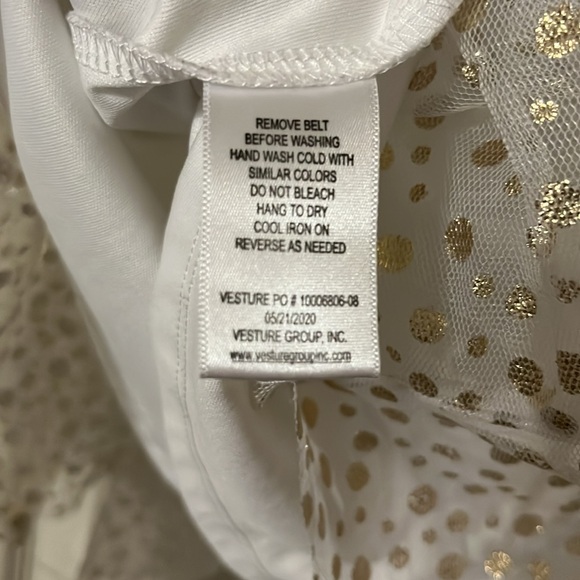 REMOVE BELT
BEFORE WASHING
HAND WASH COLD WITH
SIMILAR COLORS
DO NOT BLEACH
HANG TO DRY
COOL IRON ON
REVERSE AS NEEDED
VESTURE PO # 10006806-08
05/21/2020
VESTURE GROUP, INC.
www.vesturegroupinc.com